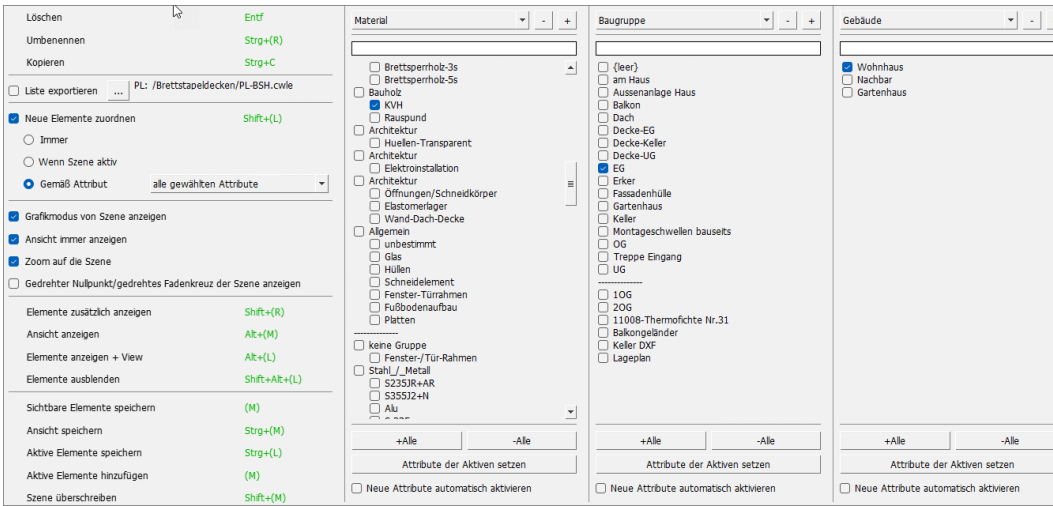 Löschen Entf
Umbenennen Strg+(R)
Kopieren Strg+C
Liste exportieren ... PL: /Brettstapeldecken/PL-BSH.cwle
Neue Elemente zuordnen Shift+(L)
Immer
Wenn Szene aktiv
Gemäß Attribut alle gewählten Attribute
Grafikmodus von Szene anzeigen
Ansicht immer anzeigen
Zoom auf die Szene
Gedrehter Nullpunkt/gedrehtes Fadenkreuz der Szene anzeigen
Elemente zusätzlich anzeigen Shift+(R)
Ansicht anzeigen Alt+(M)
Elemente anzeigen + View Alt+(L)
Elemente ausblenden Shift+Alt+(L)
Sichtbare Elemente speichern (M)
Ansicht speichern Strg+(M)
Aktive Elemente speichern Strg+(L)
Aktive Elemente hinzufügen (M)
Szene überschreiben Shift+(M)
Material - +
Brettsperrholz-3s
Brettsperrholz-5s
Bauholz
KVH
Rauspund
Architektur
Huellen-Transparent
Architektur
Elektroinstallation
Architektur
Öffnungen/Schneidkörper
Elastomerlager
Wand-Dach-Decke
Allgemein
unbestimmt
Glas
Hüllen
Schneidelement
Fenster-Türrahmen
Fußbodenaufbau
Platten
--------------
keine Gruppe
Fenster-/Tür-Rahmen
Stahl_/_Metall
S235JR+AR
S355J2+N
Alu
+Alle -Alle
Attribute der Aktiven setzen
Neue Attribute automatisch aktivieren
Baugruppe - +
{leer}
am Haus
Aussenanlage Haus
Balkon
Dach
Decke-EG
Decke-Keller
Decke-UG
EG
Erker
Fassadenhülle
Gartenhaus
Keller
Montageschwellen bauseits
OG
Treppe Eingang
UG
--------------
1OG
2OG
11008-Thermofichte Nr.31
Balkongeländer
Keller DXF
Lageplan
+Alle -Alle
Attribute der Aktiven setzen
Neue Attribute automatisch aktivieren
Gebäude -
Wohnhaus
Nachbar
Gartenhaus
+Alle -Alle
Attribute der Aktiven setzen
Neue Attribute automatisch aktivieren